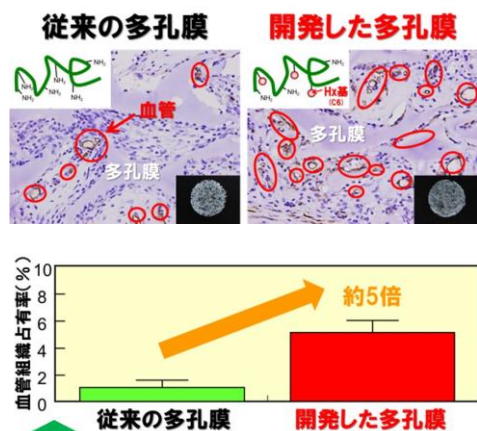 従来の多孔膜
開発した多孔膜
NH₂
NH₂
NH₂
NH₂
NH₂
Hx基
(C6)
血管
多孔膜
多孔膜
血管組織占有率(%)
10
8
6
4
2
0
約5倍
従来の多孔膜
開発した多孔膜